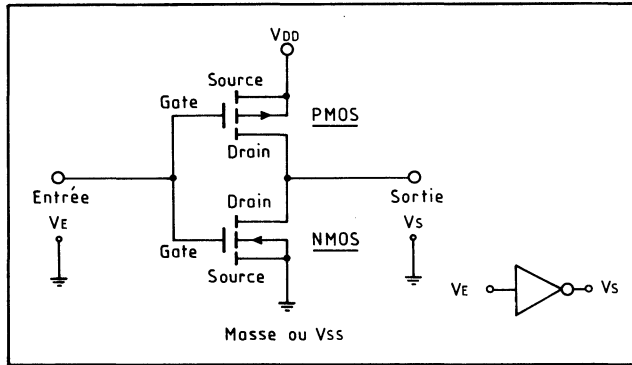 VDD
Source
Gate
PMOS
Drain
Entrée
Drain
Sortie
VE
VS
Gate
NMOS
Source
VE
VS
Masse ou VSS